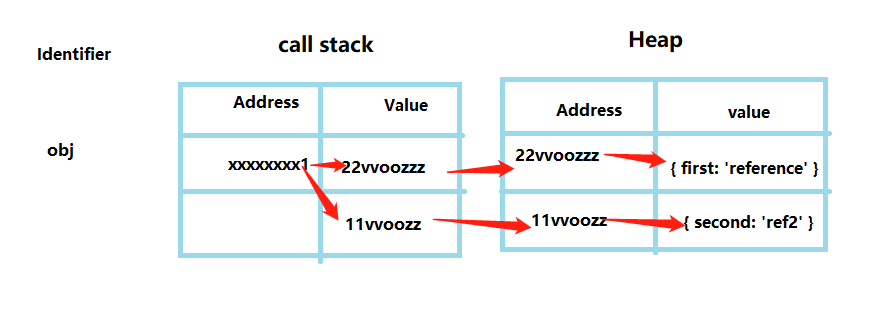 Identifier
call stack
Heap
Address Value
Address value
obj
xxxxxxxx1 22vvoozzz
22vvoozzz { first: 'reference' }
11vvoozz
11vvoozz { second: 'ref2' }